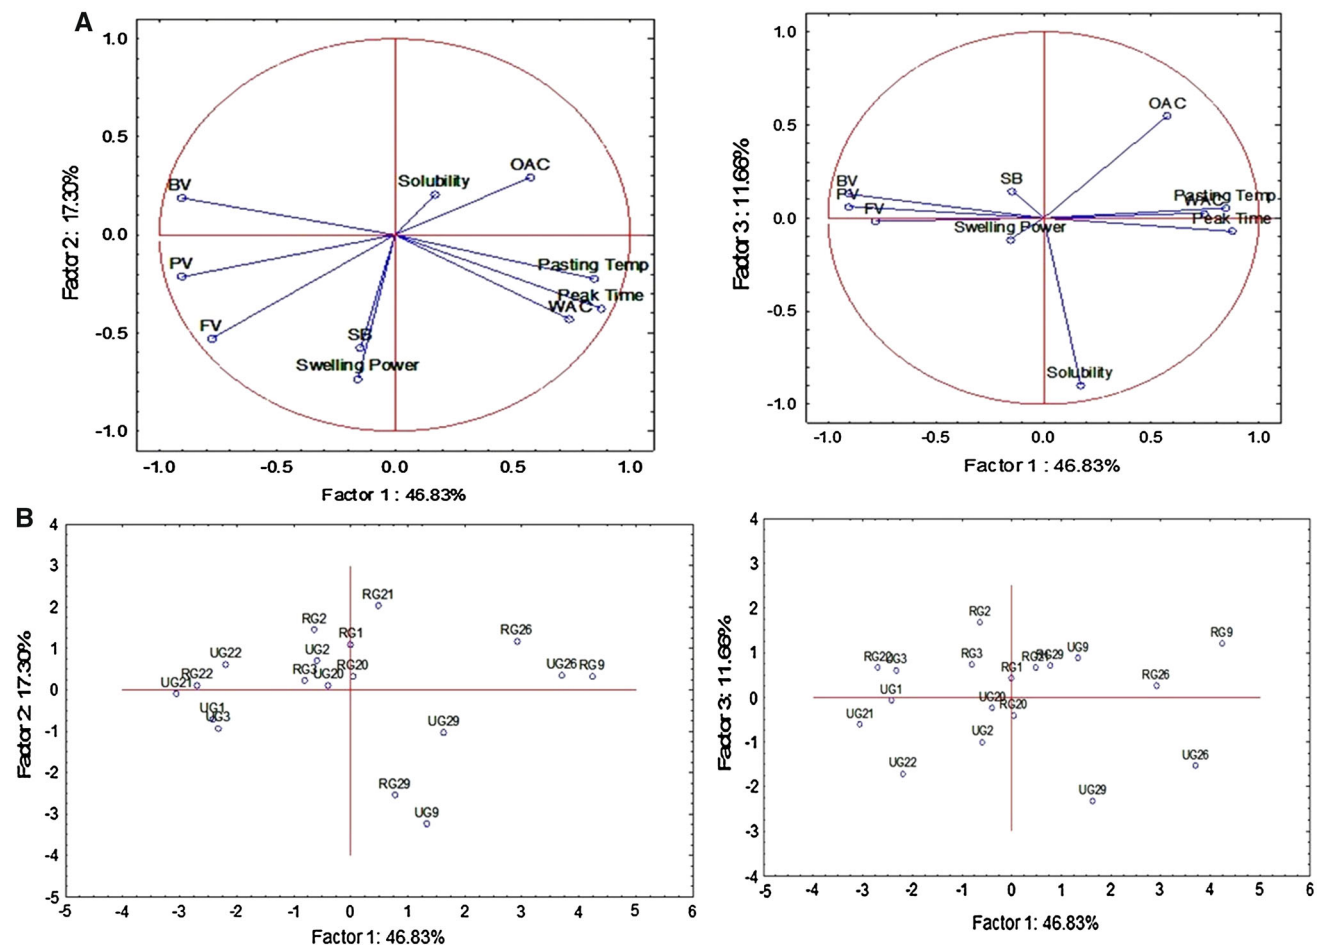 A
1.0
0.5
0.0
-0.5
-1.0
Factor 2: 17.30%
BV
PV
FV
Solubility
OAC
Pasting Temp
Peak Time
WAC
SB
Swelling Power
-1.0 -0.5 0.0 0.5 1.0
Factor 1 : 46.83%
1.0
0.5
0.0
-0.5
-1.0
Factor 3 : 11.66%
OAC
SB
BV
PV
FV
Pasting Temp
WAC
Peak Time
Swelling Power
Solubility
-1.0 -0.5 0.0 0.5 1.0
Factor 1 : 46.83%
B
4
3
2
1
0
-1
-2
-3
-4
-5
Factor 2: 17.30%
RG21
RG2
RG1
RG26
UG22
UG2
RG22
RG3
RG20
UG20
UG26
RG9
UG21
UG1
UG3
UG29
RG29
UG9
-5 -4 -3 -2 -1 0 1 2 3 4 5 6
Factor 1: 46.83%
4
3
2
1
0
-1
-2
-3
-4
Factor 3: 11.66%
RG2
RG9
RG22
UG3
RG3
RG1
RG21
RG29
UG9
RG26
UG1
UG20
RG20
UG21
UG2
UG22
UG26
UG29
-5 -4 -3 -2 -1 0 1 2 3 4 5 6
Factor 1: 46.83%